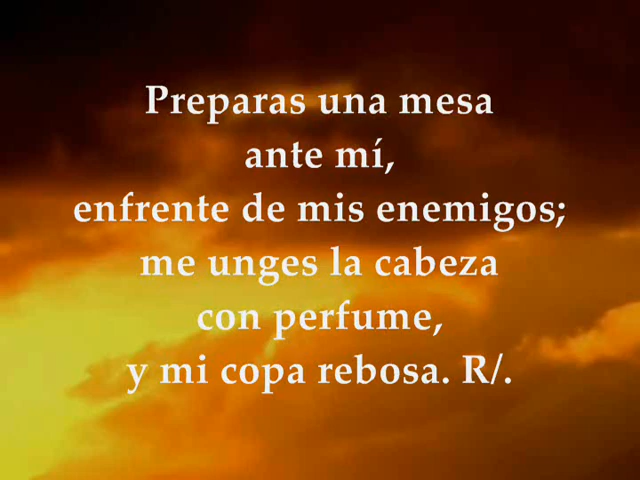 Preparas una mesa
ante mí,
enfrente de mis enemigos;
me unges la cabeza
con perfume,
y mi copa rebosa. R/.